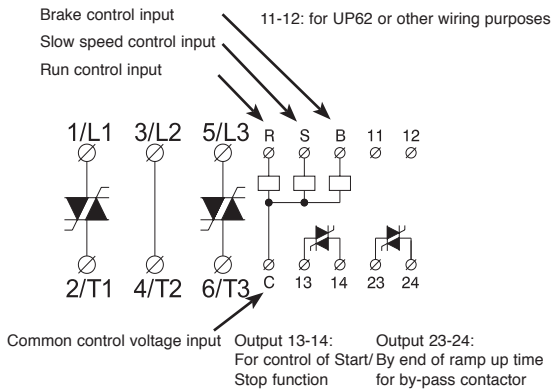 Brake control input
11-12: for UP62 or other wiring purposes
Slow speed control input
Run control input
1/L1 3/L2 5/L3 R S B 11 12
2/T1 4/T2 6/T3 C 13 14 23 24
Common control voltage input
Output 13-14:
For control of Start/
Stop function
Output 23-24:
By end of ramp up time
for by-pass contactor